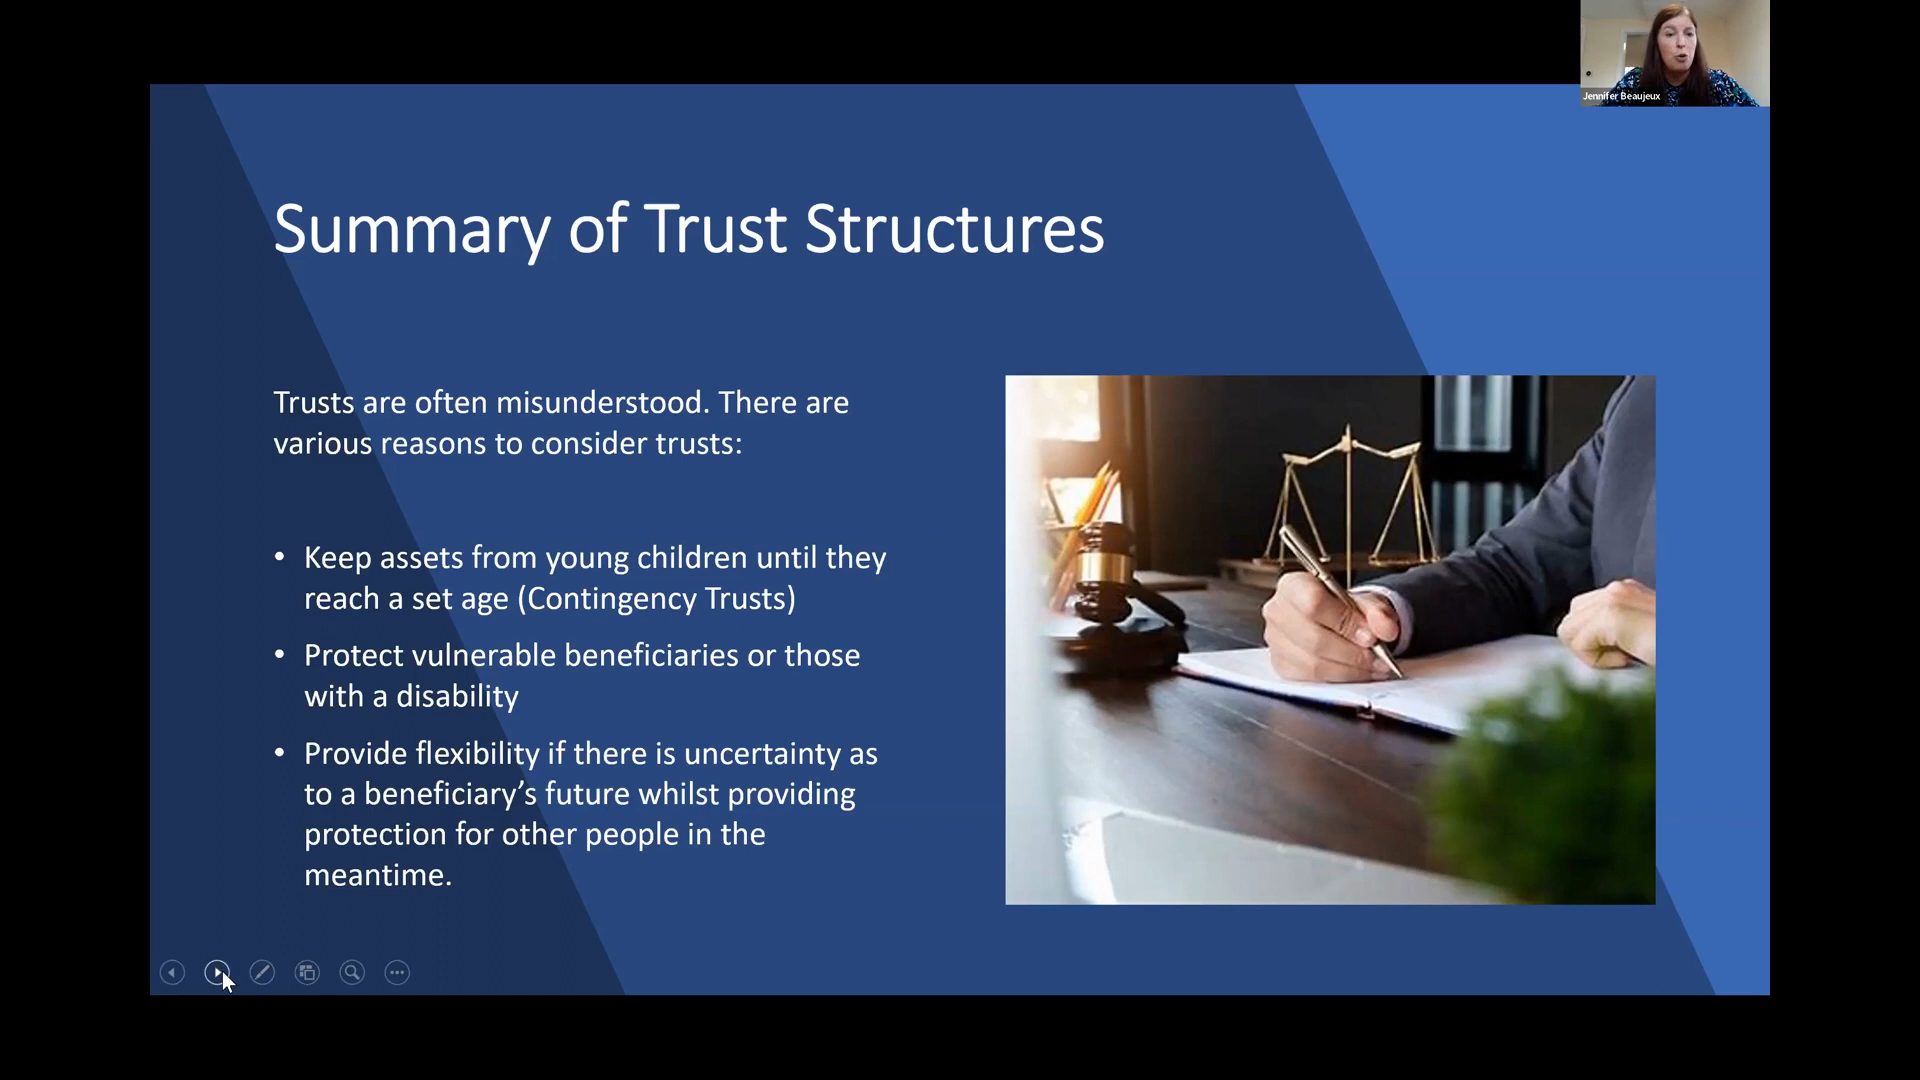 Jennifer Beaujeux
Summary of Trust Structures
Trusts are often misunderstood. There are
various reasons to consider trusts:
• Keep assets from young children until they
reach a set age (Contingency Trusts)
• Protect vulnerable beneficiaries or those
with a disability
• Provide flexibility if there is uncertainty as
to a beneficiary’s future whilst providing
protection for other people in the
meantime.